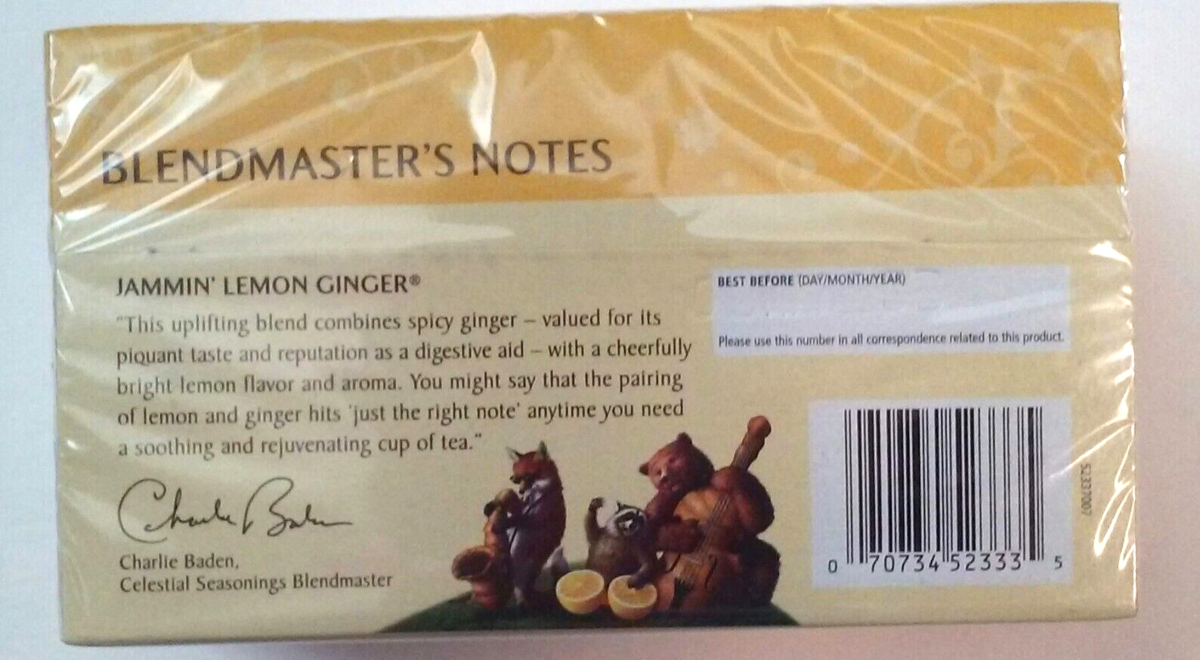 BLENDMASTER'S NOTES
JAMMIN' LEMON GINGER®
"This uplifting blend combines spicy ginger – valued for its
piquant taste and reputation as a digestive aid – with a cheerfully
bright lemon flavor and aroma. You might say that the pairing
of lemon and ginger hits 'just the right note' anytime you need
a soothing and rejuvenating cup of tea."
Charlie Baden
Charlie Baden,
Celestial Seasonings Blendmaster
BEST BEFORE (DAY/MONTH/YEAR)
Please use this number in all correspondence related to this product.
0 70734 52333 5
52337007